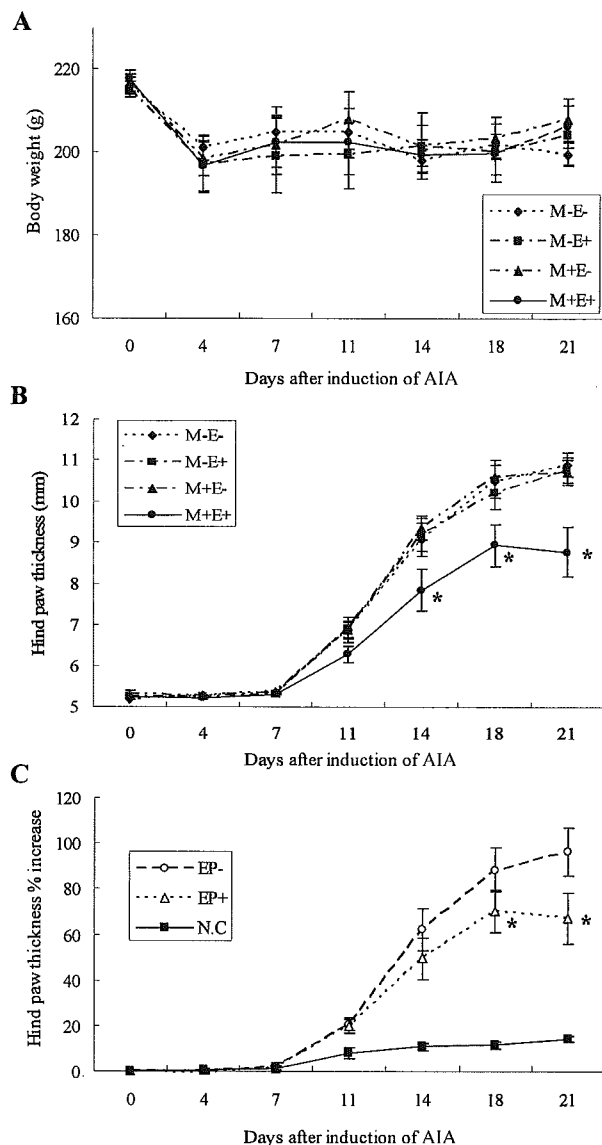 A
Body weight (g)
220
200
180
160
M-E-
M-E+
M+E-
M+E+
0 4 7 11 14 18 21
Days after induction of AIA
B
Hind paw thickness (mm)
12
11
10
9
8
7
6
5
M-E-
M-E+
M+E-
M+E+
*
*
*
0 4 7 11 14 18 21
Days after induction of AIA
C
Hind paw thickness % increase
120
100
80
60
40
20
0
EP-
EP+
N.C
*
*
0 4 7 11 14 18 21
Days after induction of AIA